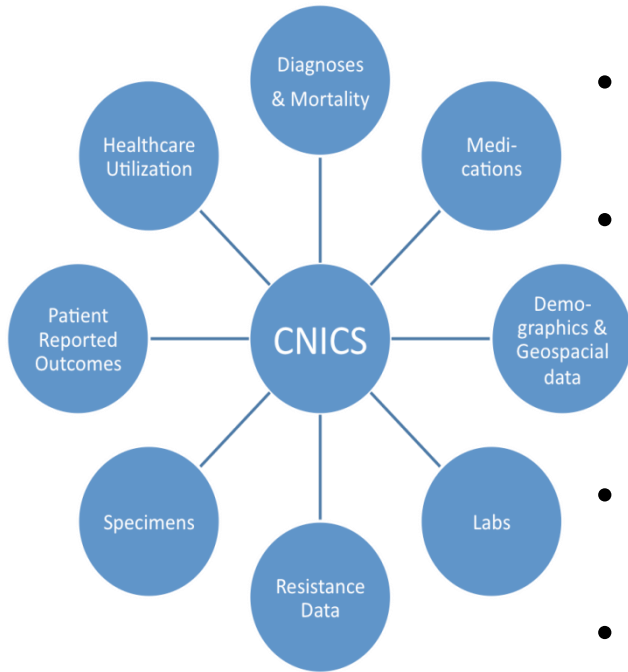 Diagnoses
& Mortality
Healthcare
Utilization
Medi-
cations
Patient
Reported
Outcomes
CNICS
Demo-
graphics &
Geospacial
data
Specimens
Labs
Resistance
Data